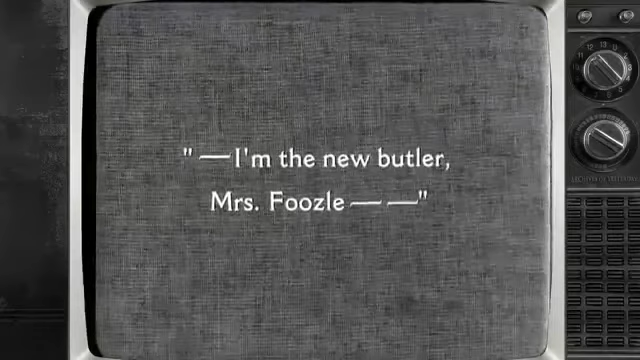 "—I'm the new butler,
Mrs. Foozle — —"